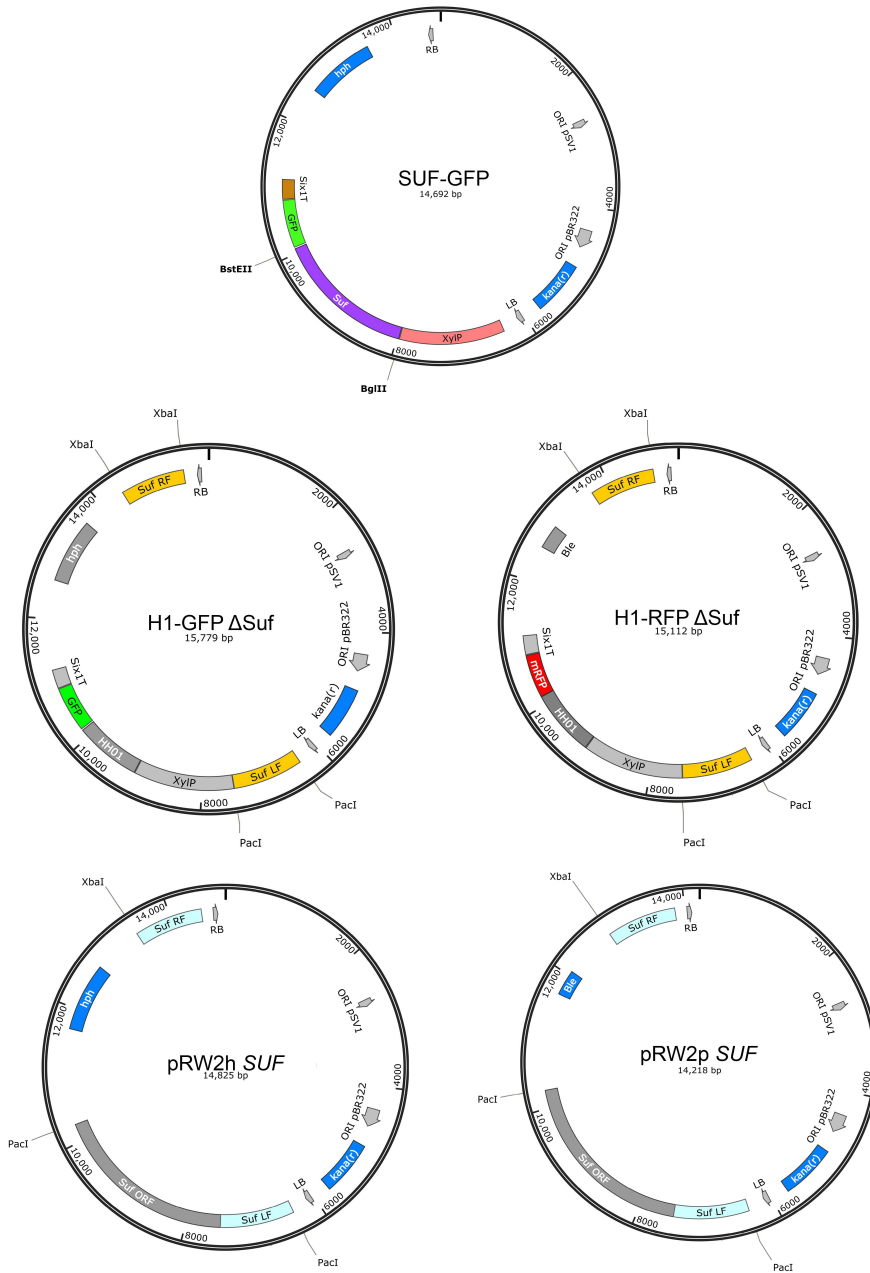 14,000
RB
hph
2000
ORI pSV1
12,000
SUF-GFP
14,692 bp
Six1T
4000
GFP
ORI pBR322
BstEII
10,000
kana(r)
Suf
LB
6000
XylP
8000
BglII
XbaI
XbaI
Suf RF
RB
14,000
2000
hph
ORI pSV1
H1-GFP ΔSuf
15,779 bp
12,000
4000
ORI pBR322
Six1T
GFP
kana(r)
HH01
10,000
LB
6000
XylP
Suf LF
8000
PacI
PacI
XbaI
XbaI
14,000
Suf RF
RB
2000
Ble
ORI pSV1
12,000
H1-RFP ΔSuf
15,112 bp
4000
Six1T
ORI pBR322
mRFP
10,000
HH01
kana(r)
LB
6000
XylP
Suf LF
8000
PacI
PacI
XbaI
14,000
Suf RF
RB
2000
hph
ORI pSV1
12,000
pRW2h SUF
14,825 bp
4000
ORI pBR322
PacI
10,000
kana(r)
Suf ORF
LB
6000
Suf LF
8000
PacI
XbaI
14,000
Suf RF
RB
2000
12,000
Ble
ORI pSV1
pRW2p SUF
14,218 bp
4000
PacI
10,000
ORI pBR322
kana(r)
Suf ORF
LB
6000
Suf LF
8000
PacI